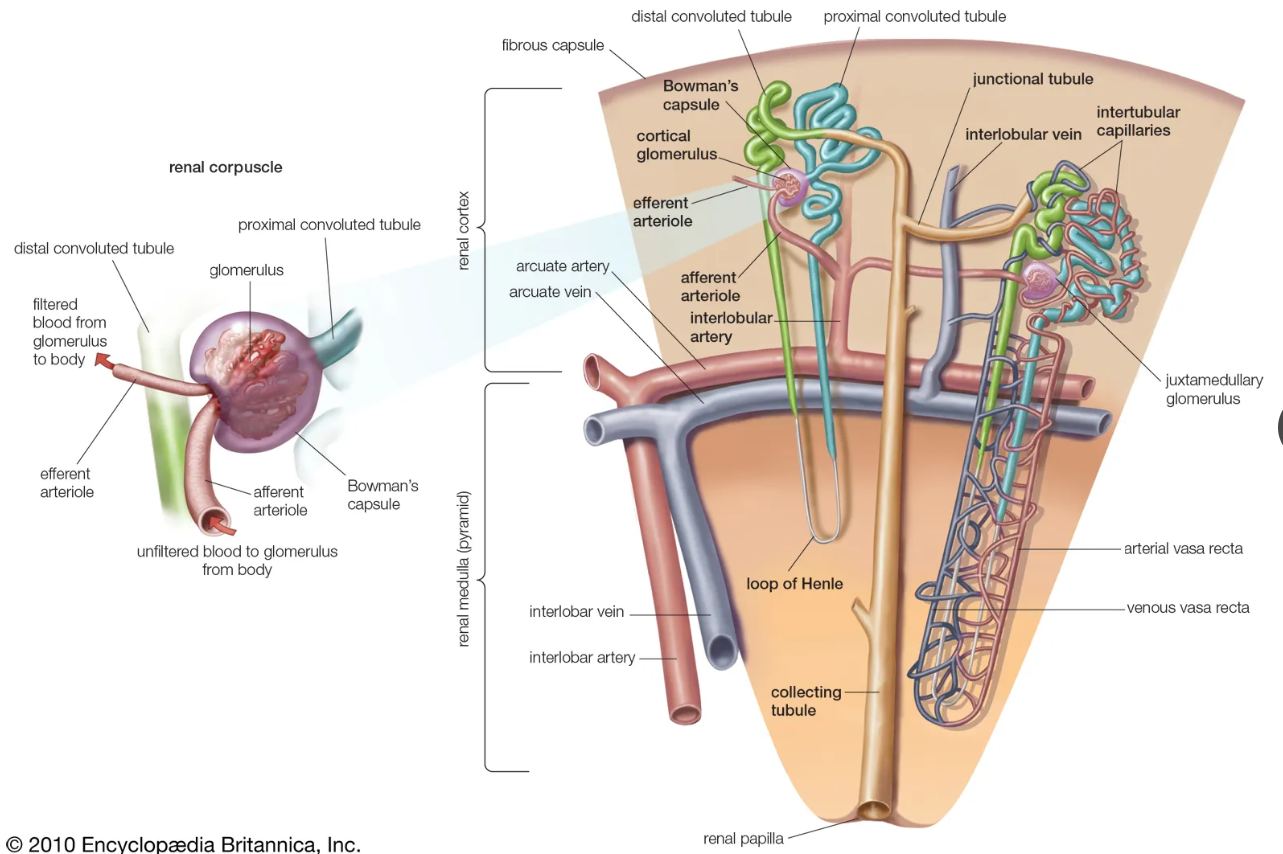 distal convoluted tubule
proximal convoluted tubule
fibrous capsule
Bowman's
capsule
junctional tubule
intertubular
capillaries
cortical
glomerulus
interlobular vein
renal corpuscle
efferent
arteriole
renal cortex
proximal convoluted tubule
distal convoluted tubule
glomerulus
arcuate artery
afferent
arteriole
arcuate vein
filtered
blood from
glomerulus
to body
interlobular
artery
juxtamedullary
glomerulus
efferent
arteriole
afferent
arteriole
Bowman's
capsule
unfiltered blood to glomerulus
from body
renal medulla (pyramid)
arterial vasa recta
loop of Henle
venous vasa recta
interlobar vein
interlobar artery
collecting
tubule
renal papilla
© 2010 Encyclopædia Britannica, Inc.